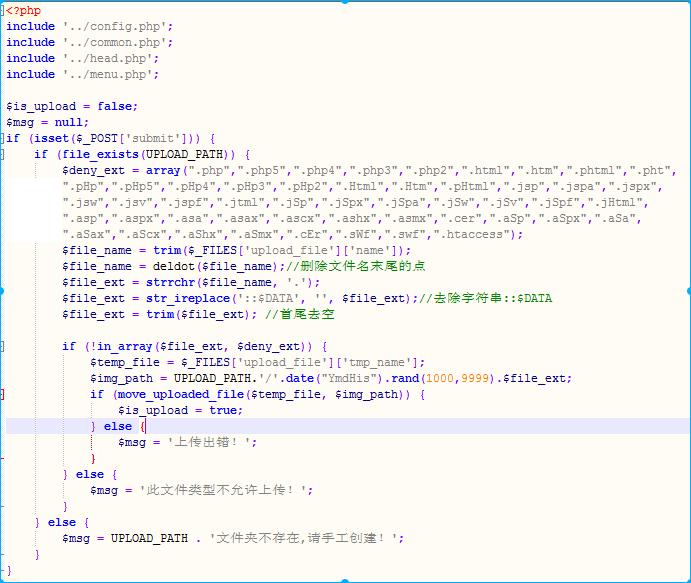 <?php
include '../config.php';
include '../common.php';
include '../head.php';
include '../menu.php';
$is_upload = false;
$msg = null;
if (isset($_POST['submit'])) {
if (file_exists(UPLOAD_PATH)) {
$deny_ext = array(".php",".php5",".php4",".php3",".php2",".html",".htm",".phtml",".pht",
".pHp",".pHp5",".pHp4",".pHp3",".pHp2",".Html",".Htm",".pHtml",".jsp",".jspa",".jspx",
".jsw",".jsv",".jspf",".jtml",".jSp",".jSpx",".jSpa",".jSw",".jSv",".jSpf",".jHtml",
".asp",".aspx",".asa",".asax",".ascx",".ashx",".asmx",".cer",".aSp",".aSpx",".aSa",
".aSax",".aScx",".aShx",".aSmx",".cEr",".sWf",".swf",".htaccess");
$file_name = trim($_FILES['upload_file']['name']);
$file_name = deldot($file_name);//删除文件名末尾的点
$file_ext = strrchr($file_name, '.');
$file_ext = str_ireplace('::$DATA', '', $file_ext);//去除字符串::$DATA
$file_ext = trim($file_ext); //首尾去空
if (!in_array($file_ext, $deny_ext)) {
$temp_file = $_FILES['upload_file']['tmp_name'];
$img_path = UPLOAD_PATH.'/'.date("YmdHis").rand(1000,9999).$file_ext;
if (move_uploaded_file($temp_file, $img_path)) {
$is_upload = true;
} else {
$msg = '上传出错！';
}
} else {
$msg = '此文件类型不允许上传！';
}
} else {
$msg = UPLOAD_PATH . '文件夹不存在,请手工创建！';
}
}